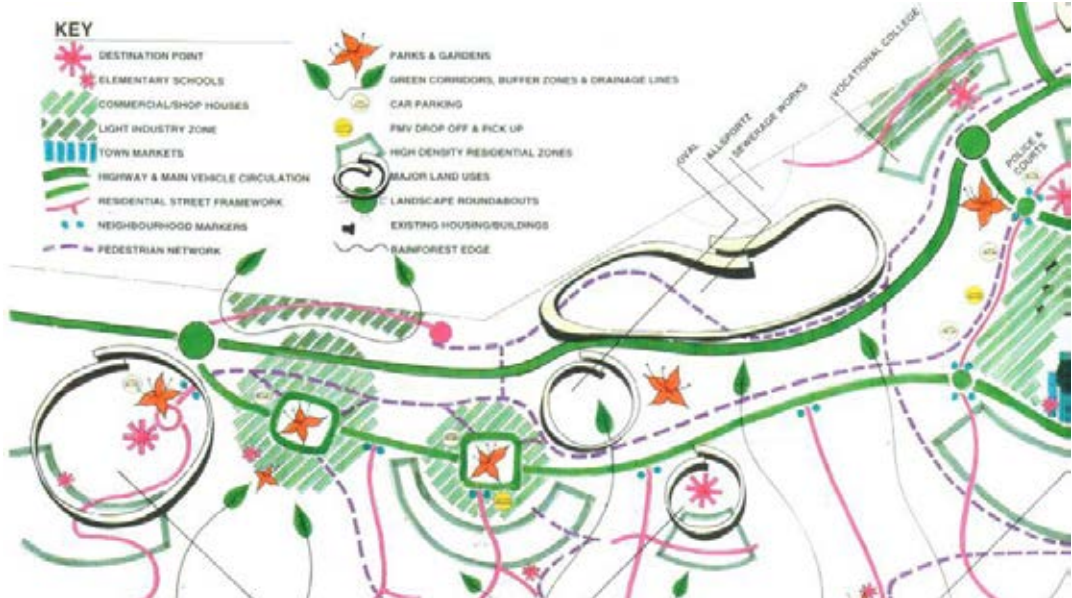 KEY
DESTINATION POINT
ELEMENTARY SCHOOLS
COMMERCIAL/SHOP HOUSES
LIGHT INDUSTRY ZONE
TOWN MARKETS
HIGHWAY & MAIN VEHICLE CIRCULATION
RESIDENTIAL STREET FRAMEWORK
NEIGHBOURHOOD MARKERS
PEDESTRIAN NETWORK
PARKS & GARDENS
GREEN CORRIDORS, BUFFER ZONES & DRAINAGE LINES
CAR PARKING
PMV DROP OFF & PICK UP
HIGH DENSITY RESIDENTIAL ZONES
MAJOR LAND USES
LANDSCAPE ROUNDABOUTS
EXISTING HOUSING/BUILDINGS
RAINFOREST EDGE
OVAL
ALLSPORTZ
SEWERAGE WORKS
VOCATIONAL COLLEGE
POLICE &
COURTS